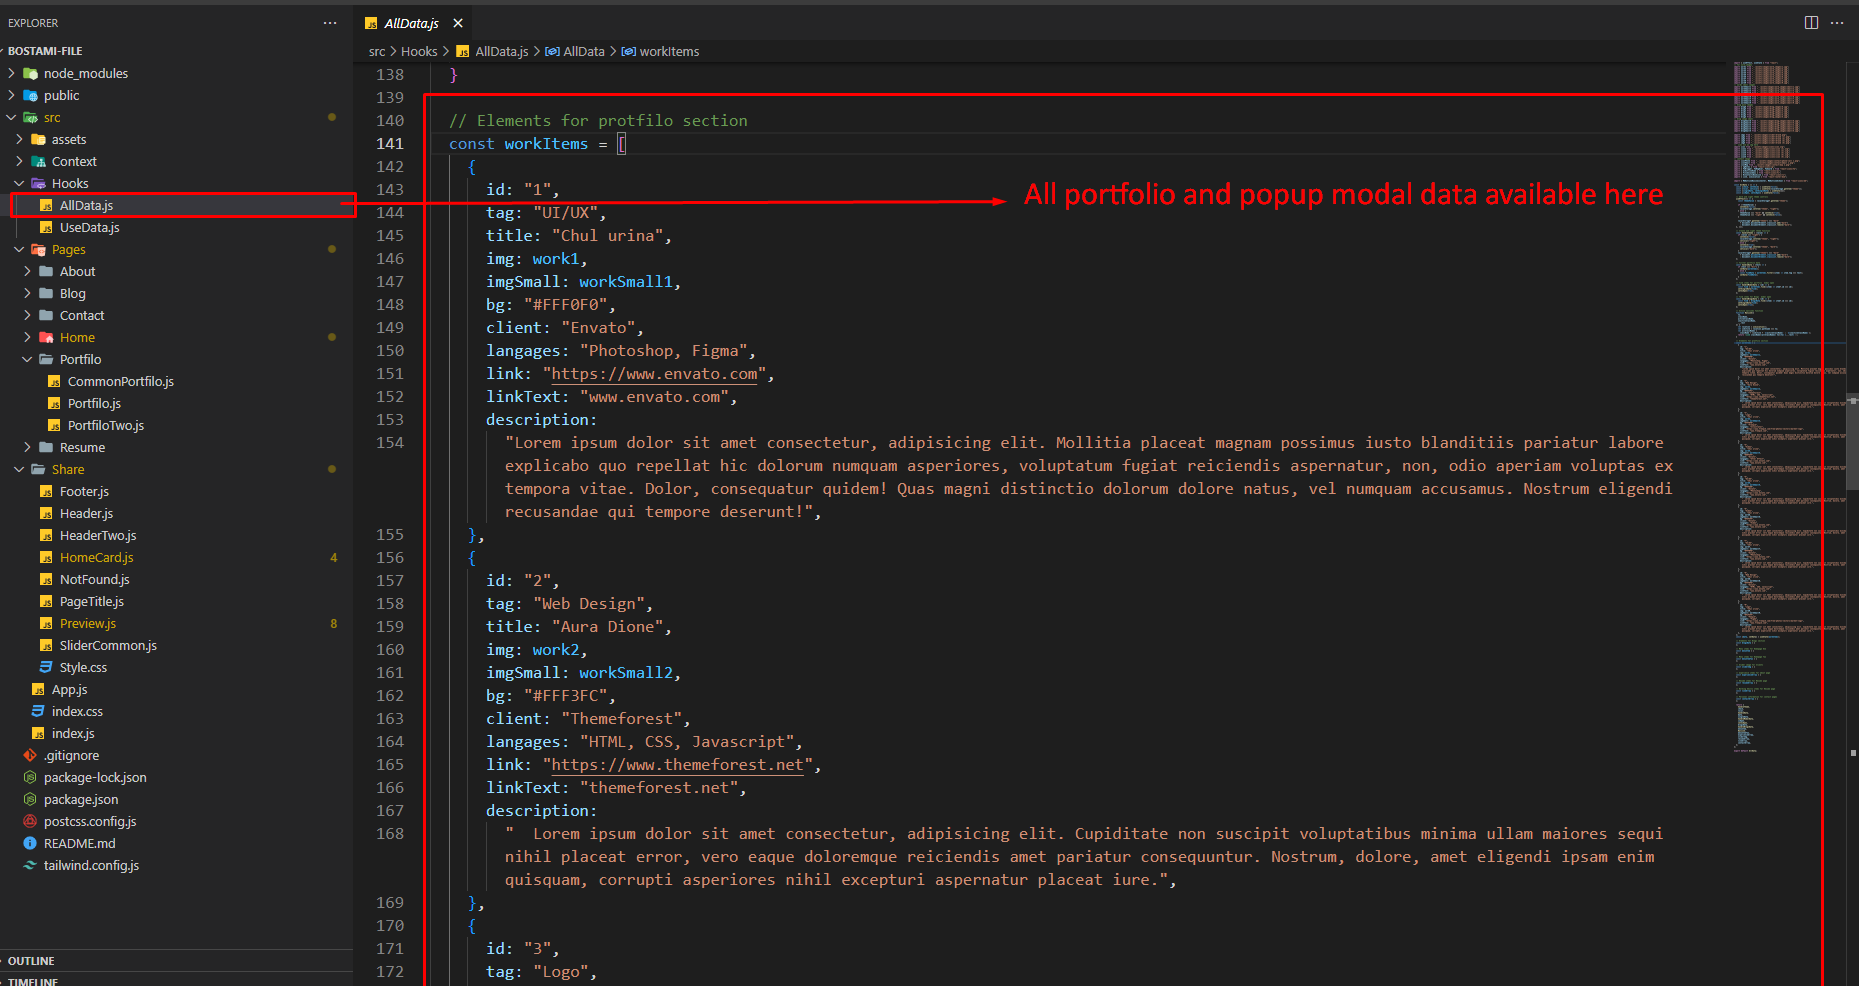 EXPLORER
BOSTAMI-FILE
node_modules
public
src
assets
Context
Hooks
AllData.js
UseData.js
Pages
About
Blog
Contact
Home
Portfilo
CommonPortfilo.js
Portfilo.js
PortfiloTwo.js
Resume
Share
Footer.js
Header.js
HeaderTwo.js
HomeCard.js 4
NotFound.js
PageTitle.js
Preview.js 8
SliderCommon.js
Style.css
App.js
index.css
index.js
.gitignore
package-lock.json
package.json
postcss.config.js
README.md
tailwind.config.js
OUTLINE
TIMELINE
AllData.js
src > Hooks > AllData.js > AllData > workItems
138 }
139
140 // Elements for protfilo section
141 const workItems = [
142 {
143 id: "1",
All portfolio and popup modal data available here
144 tag: "UI/UX",
145 title: "Chul urina",
146 img: work1,
147 imgSmall: workSmall1,
148 bg: "#FFF0F0",
149 client: "Envato",
150 langages: "Photoshop, Figma",
151 link: "https://www.envato.com",
152 linkText: "www.envato.com",
153 description:
154 "Lorem ipsum dolor sit amet consectetur, adipisicing elit. Mollitia placeat magnam possimus iusto blanditiis pariatur labore
explicabo quo repellat hic dolorum numquam asperiores, voluptatum fugiat reiciendis aspernatur, non, odio aperiam voluptas ex
tempora vitae. Dolor, consequatur quidem! Quas magni distinctio dolorum dolore natus, vel numquam accusamus. Nostrum eligendi
recusandae qui tempore deserunt!",
155 },
156 {
157 id: "2",
158 tag: "Web Design",
159 title: "Aura Dione",
160 img: work2,
161 imgSmall: workSmall2,
162 bg: "#FFF3FC",
163 client: "Themeforest",
164 langages: "HTML, CSS, Javascript",
165 link: "https://www.themeforest.net",
166 linkText: "themeforest.net",
167 description:
168 "  Lorem ipsum dolor sit amet consectetur, adipisicing elit. Cupiditate non suscipit voluptatibus minima ullam maiores sequi
nihil placeat error, vero eaque doloremque reiciendis amet pariatur consequuntur. Nostrum, dolore, amet eligendi ipsam enim
quisquam, corrupti asperiores nihil excepturi aspernatur placeat iure.",
169 },
170 {
171 id: "3",
172 tag: "Logo",